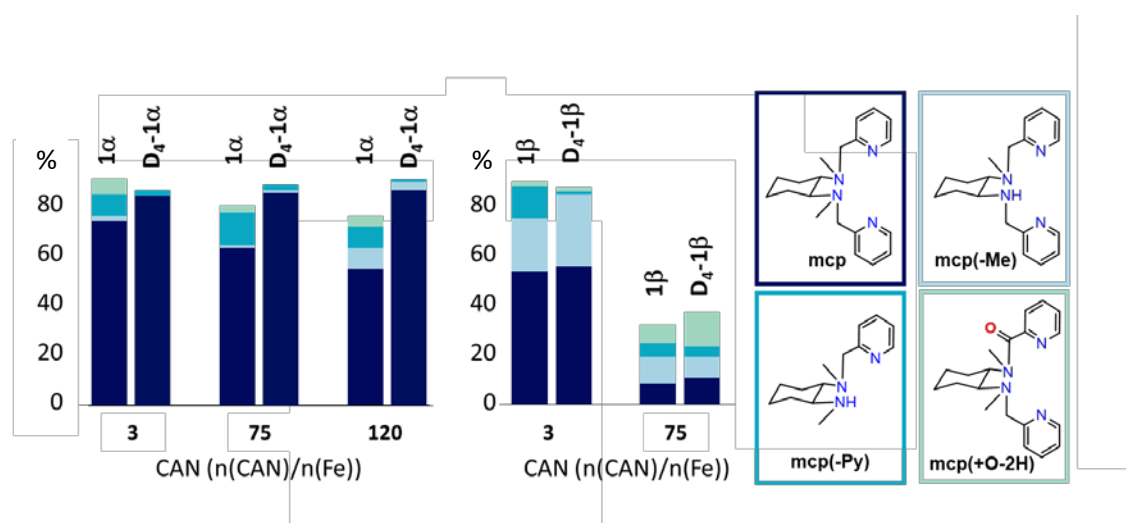 %
80
60
40
20
0
1α
D₄-1α
1α
D₄-1α
1α
D₄-1α
3
75
120
CAN (n(CAN)/n(Fe))
%
80
60
40
20
0
1β
D₄-1β
1β
D₄-1β
3
75
CAN (n(CAN)/n(Fe))
N
N
N
N
mcp
N
N
NH
N
mcp(-Me)
N
N
NH
mcp(-Py)
O
N
N
N
N
mcp(+O-2H)